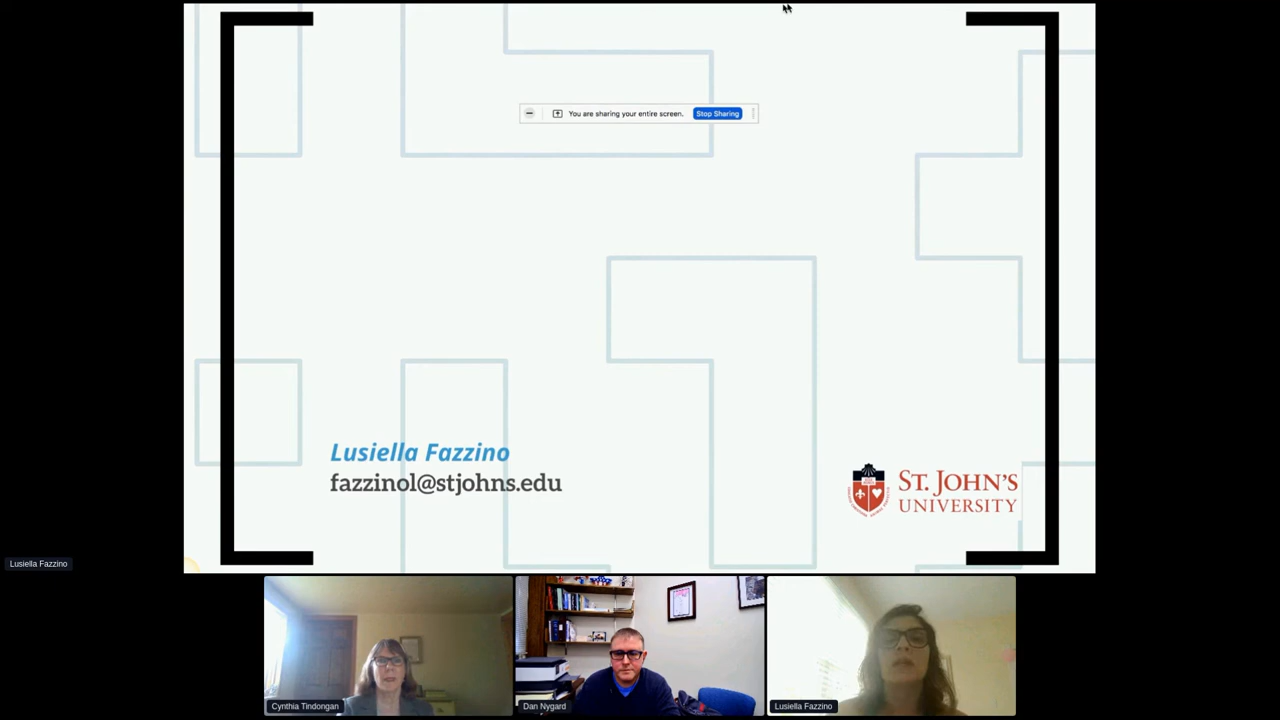 You are sharing your entire screen. Stop Sharing
Lusiella Fazzino
fazzinol@stjohns.edu
ST. JOHN'S
UNIVERSITY
Lusiella Fazzino
Cynthia Tindongan
Dan Nygard
Lusiella Fazzino